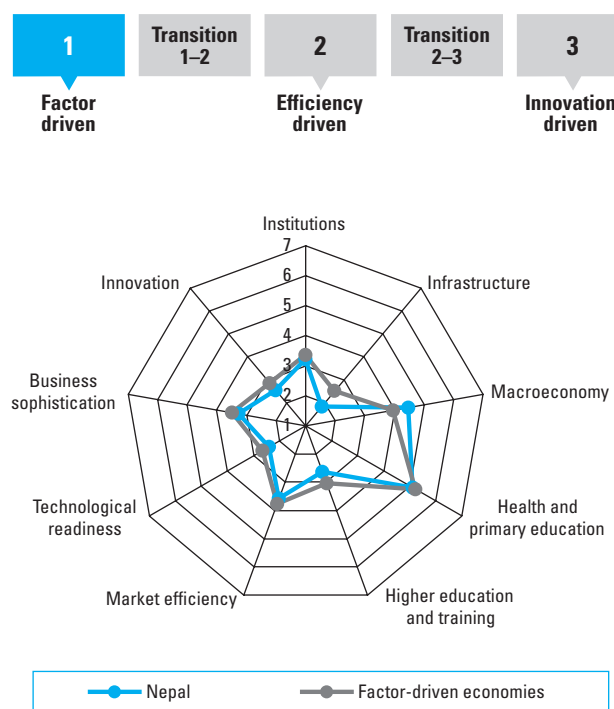 1
Transition
1–2
2
Transition
2–3
3
Factor
driven
Efficiency
driven
Innovation
driven
Institutions
7
6
5
4
3
2
1
Infrastructure
Macroeconomy
Health and
primary education
Higher education
and training
Market efficiency
Technological
readiness
Business
sophistication
Innovation
Nepal
Factor-driven economies